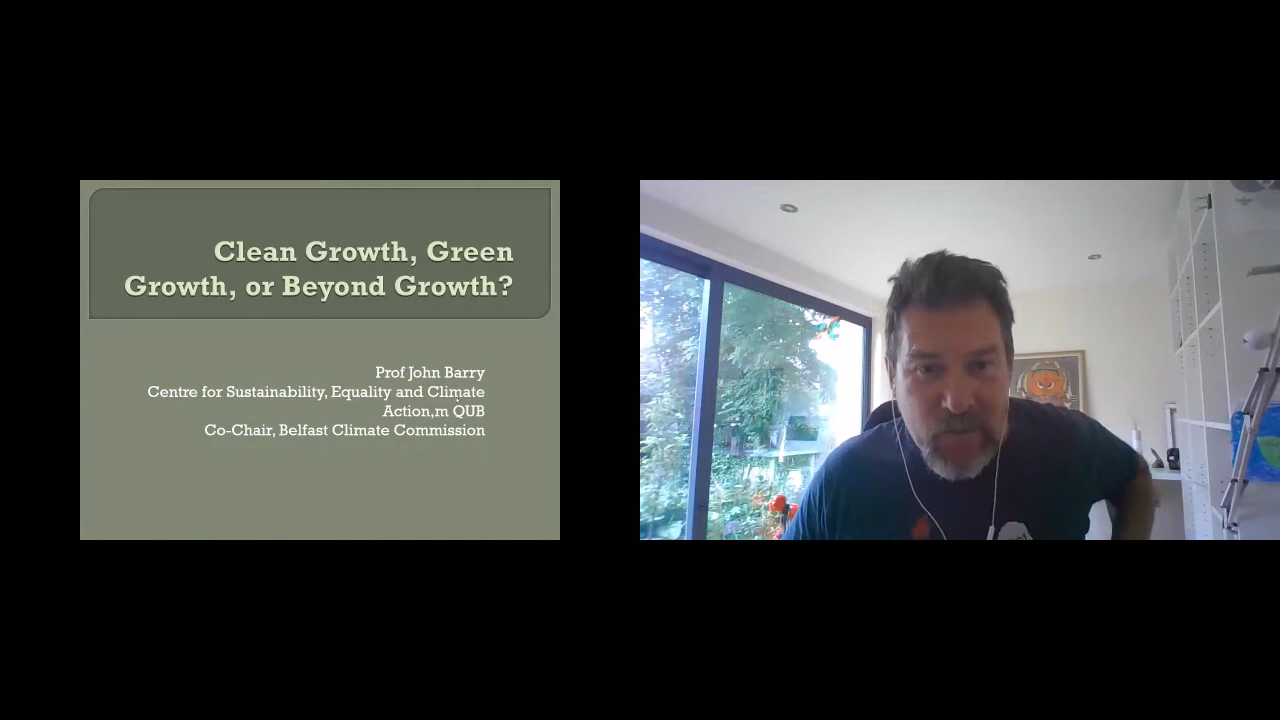 Clean Growth, Green
Growth, or Beyond Growth?
Prof John Barry
Centre for Sustainability, Equality and Climate
Action,m QUB
Co-Chair, Belfast Climate Commission